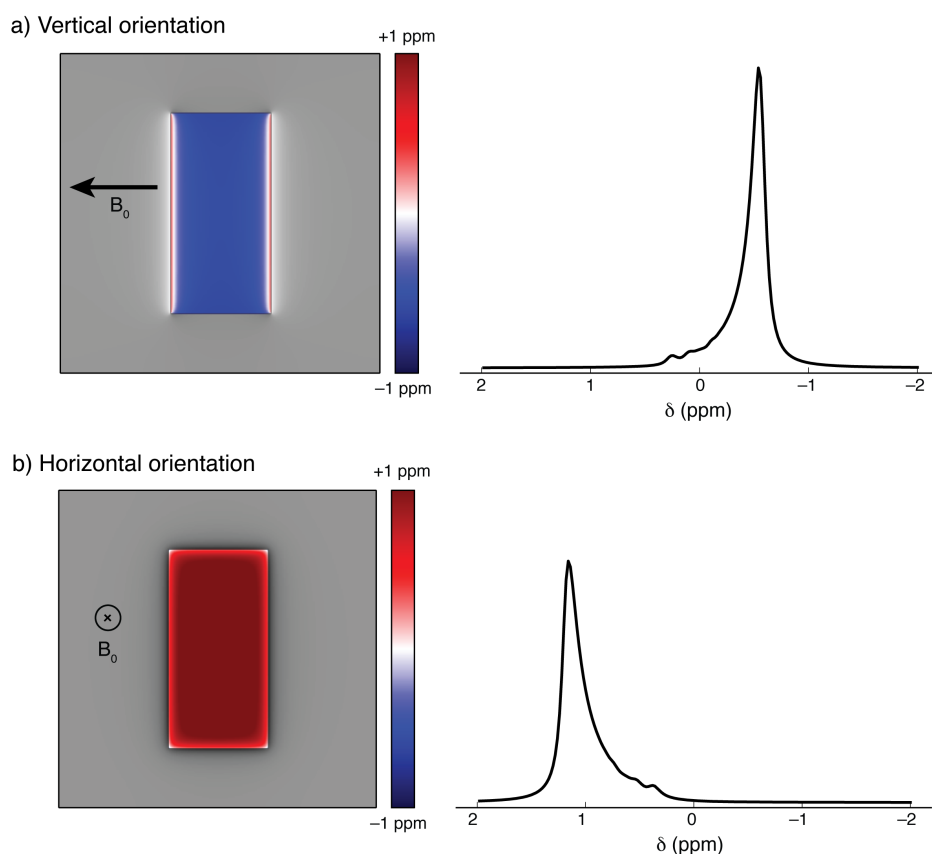 a) Vertical orientation
+1 ppm
B0
–1 ppm
2 1 0 –1 –2
δ (ppm)
b) Horizontal orientation
+1 ppm
B0
–1 ppm
2 1 0 –1 –2
δ (ppm)